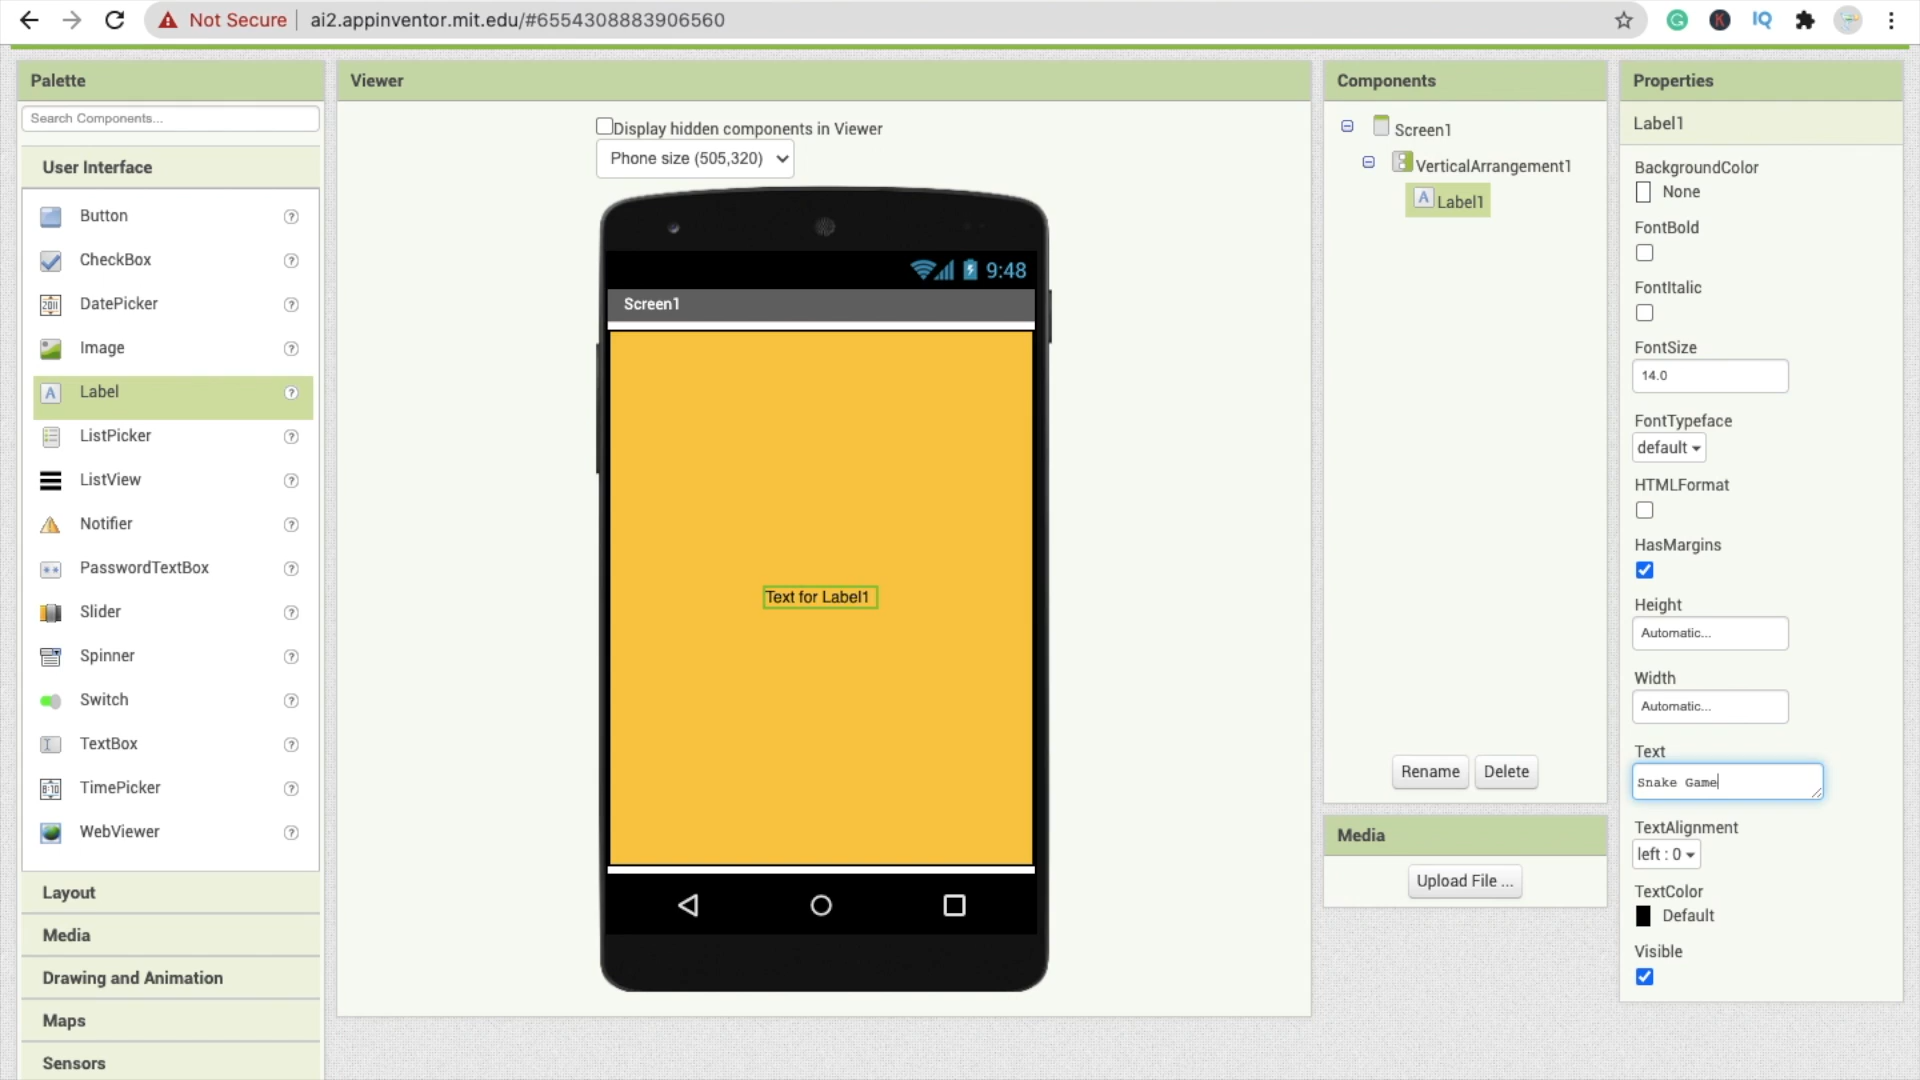 Not Secure
ai2.appinventor.mit.edu/#6554308883906560
Palette
Search Components...
User Interface
Button
CheckBox
DatePicker
Image
Label
ListPicker
ListView
Notifier
PasswordTextBox
Slider
Spinner
Switch
TextBox
TimePicker
WebViewer
Layout
Media
Drawing and Animation
Maps
Sensors
Viewer
Display hidden components in Viewer
Phone size (505,320)
9:48
Screen1
Text for Label1
Components
Screen1
VerticalArrangement1
Label1
Rename Delete
Media
Upload File ...
Properties
Label1
BackgroundColor
None
FontBold
FontItalic
FontSize
14.0
FontTypeface
default
HTMLFormat
HasMargins
Height
Automatic...
Width
Automatic...
Text
Snake Game
TextAlignment
left : 0
TextColor
Default
Visible